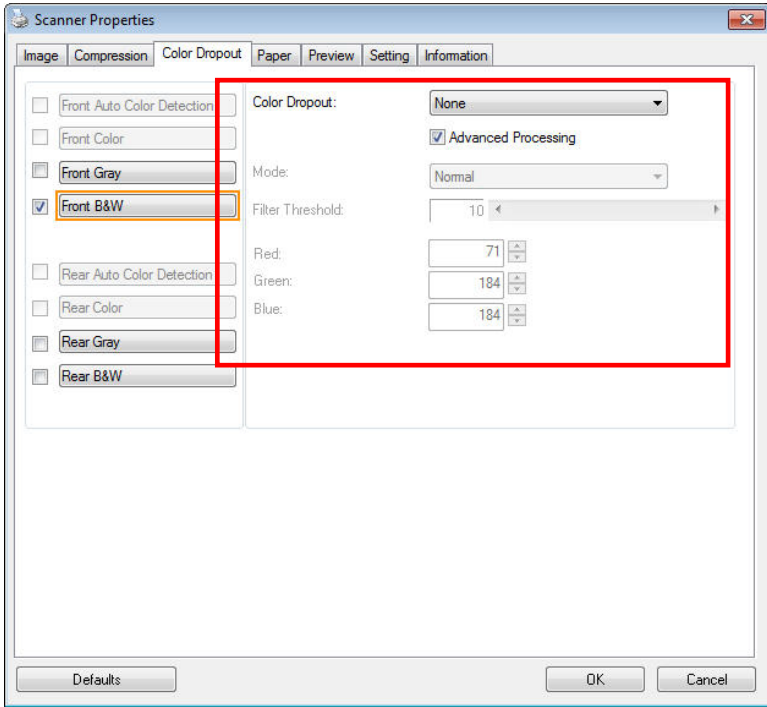 Scanner Properties
Image Compression Color Dropout Paper Preview Setting Information
Front Auto Color Detection
Front Color
Front Gray
Front B&W
Rear Auto Color Detection
Rear Color
Rear Gray
Rear B&W
Color Dropout: None
Advanced Processing
Mode: Normal
Filter Threshold: 10
Red: 71
Green: 184
Blue: 184
Defaults OK Cancel